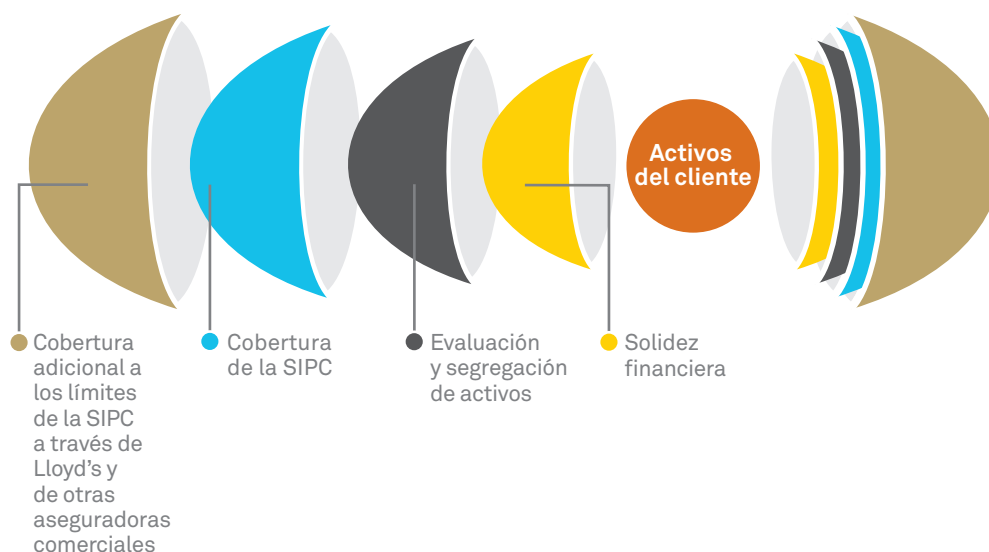 Activos
del cliente
Cobertura
adicional a
los límites
de la SIPC
a través de
Lloyd’s y
de otras
aseguradoras
comerciales
Cobertura
de la SIPC
Evaluación
y segregación
de activos
Solidez
financiera